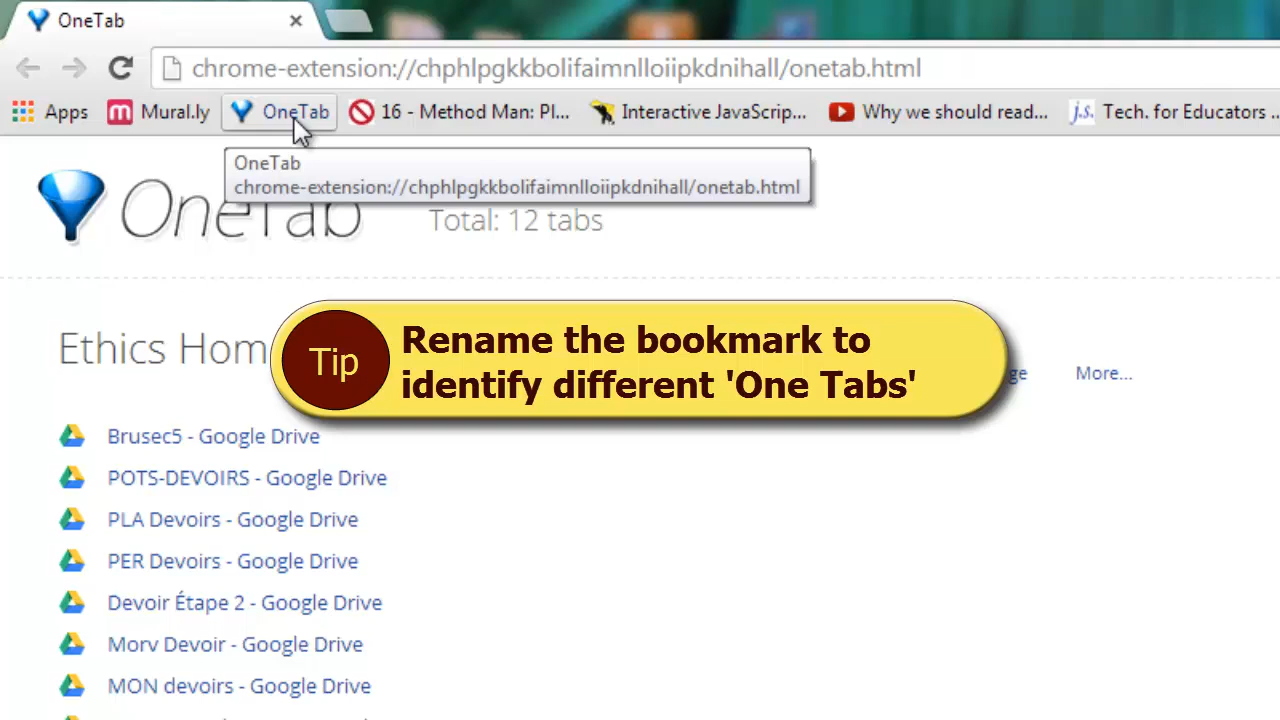 OneTab
chrome-extension://chphlpgkkbolifaimnlloiipkdnihall/onetab.html
Apps Mural.ly OneTab 16 - Method Man: Pl... Interactive JavaScrip... Why we should read... j.s. Tech. for Educators ...
OneTab
chrome-extension://chphlpgkkbolifaimnlloiipkdnihall/onetab.html
OneTab Total: 12 tabs
Tip
Rename the bookmark to
identify different 'One Tabs'
More...
Brusec5 - Google Drive
POTS-DEVOIRS - Google Drive
PLA Devoirs - Google Drive
PER Devoirs - Google Drive
Devoir Étape 2 - Google Drive
Morv Devoir - Google Drive
MON devoirs - Google Drive